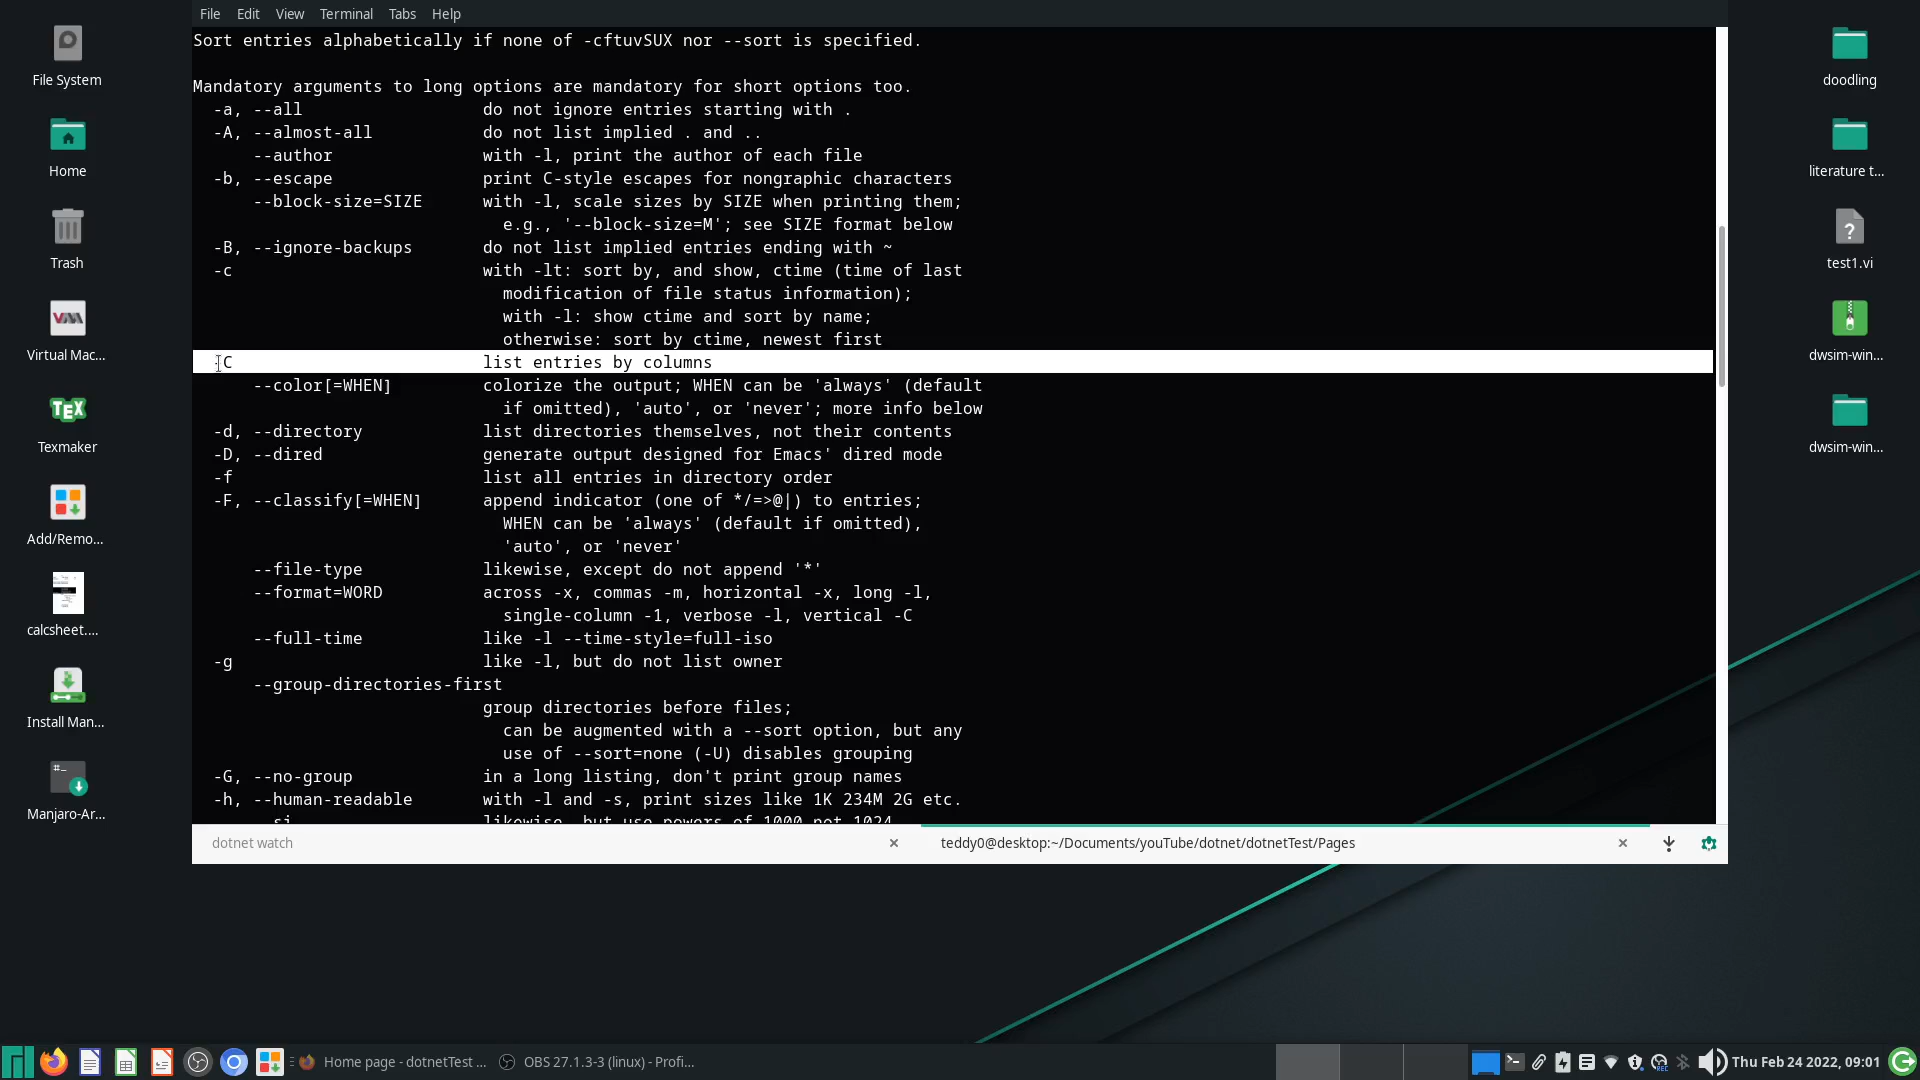 File Edit View Terminal Tabs Help
Sort entries alphabetically if none of -cftuvSUX nor --sort is specified.
Mandatory arguments to long options are mandatory for short options too.
-a, --all do not ignore entries starting with .
-A, --almost-all do not list implied . and ..
--author with -l, print the author of each file
-b, --escape print C-style escapes for nongraphic characters
--block-size=SIZE with -l, scale sizes by SIZE when printing them;
e.g., '--block-size=M'; see SIZE format below
-B, --ignore-backups do not list implied entries ending with ~
-c with -lt: sort by, and show, ctime (time of last
modification of file status information);
with -l: show ctime and sort by name;
otherwise: sort by ctime, newest first
-C list entries by columns
--color[=WHEN] colorize the output; WHEN can be 'always' (default
if omitted), 'auto', or 'never'; more info below
-d, --directory list directories themselves, not their contents
-D, --dired generate output designed for Emacs' dired mode
-f list all entries in directory order
-F, --classify[=WHEN] append indicator (one of */=>@|) to entries;
WHEN can be 'always' (default if omitted),
'auto', or 'never'
--file-type likewise, except do not append '*'
--format=WORD across -x, commas -m, horizontal -x, long -l,
single-column -1, verbose -l, vertical -C
--full-time like -l --time-style=full-iso
-g like -l, but do not list owner
--group-directories-first
group directories before files;
can be augmented with a --sort option, but any
use of --sort=none (-U) disables grouping
-G, --no-group in a long listing, don't print group names
-h, --human-readable with -l and -s, print sizes like 1K 234M 2G etc.
--si likewise, but use powers of 1000 not 1024
dotnet watch
teddy0@desktop:~/Documents/youTube/dotnet/dotnetTest/Pages
File System
Home
Trash
Virtual Mac...
TEX
Texmaker
Add/Remo...
calcsheet....
Install Man...
Manjaro-Ar...
doodling
literature t...
test1.vi
dwsim-win...
dwsim-win...
Home page - dotnetTest ...
OBS 27.1.3-3 (linux) - Profi...
Thu Feb 24 2022, 09:01